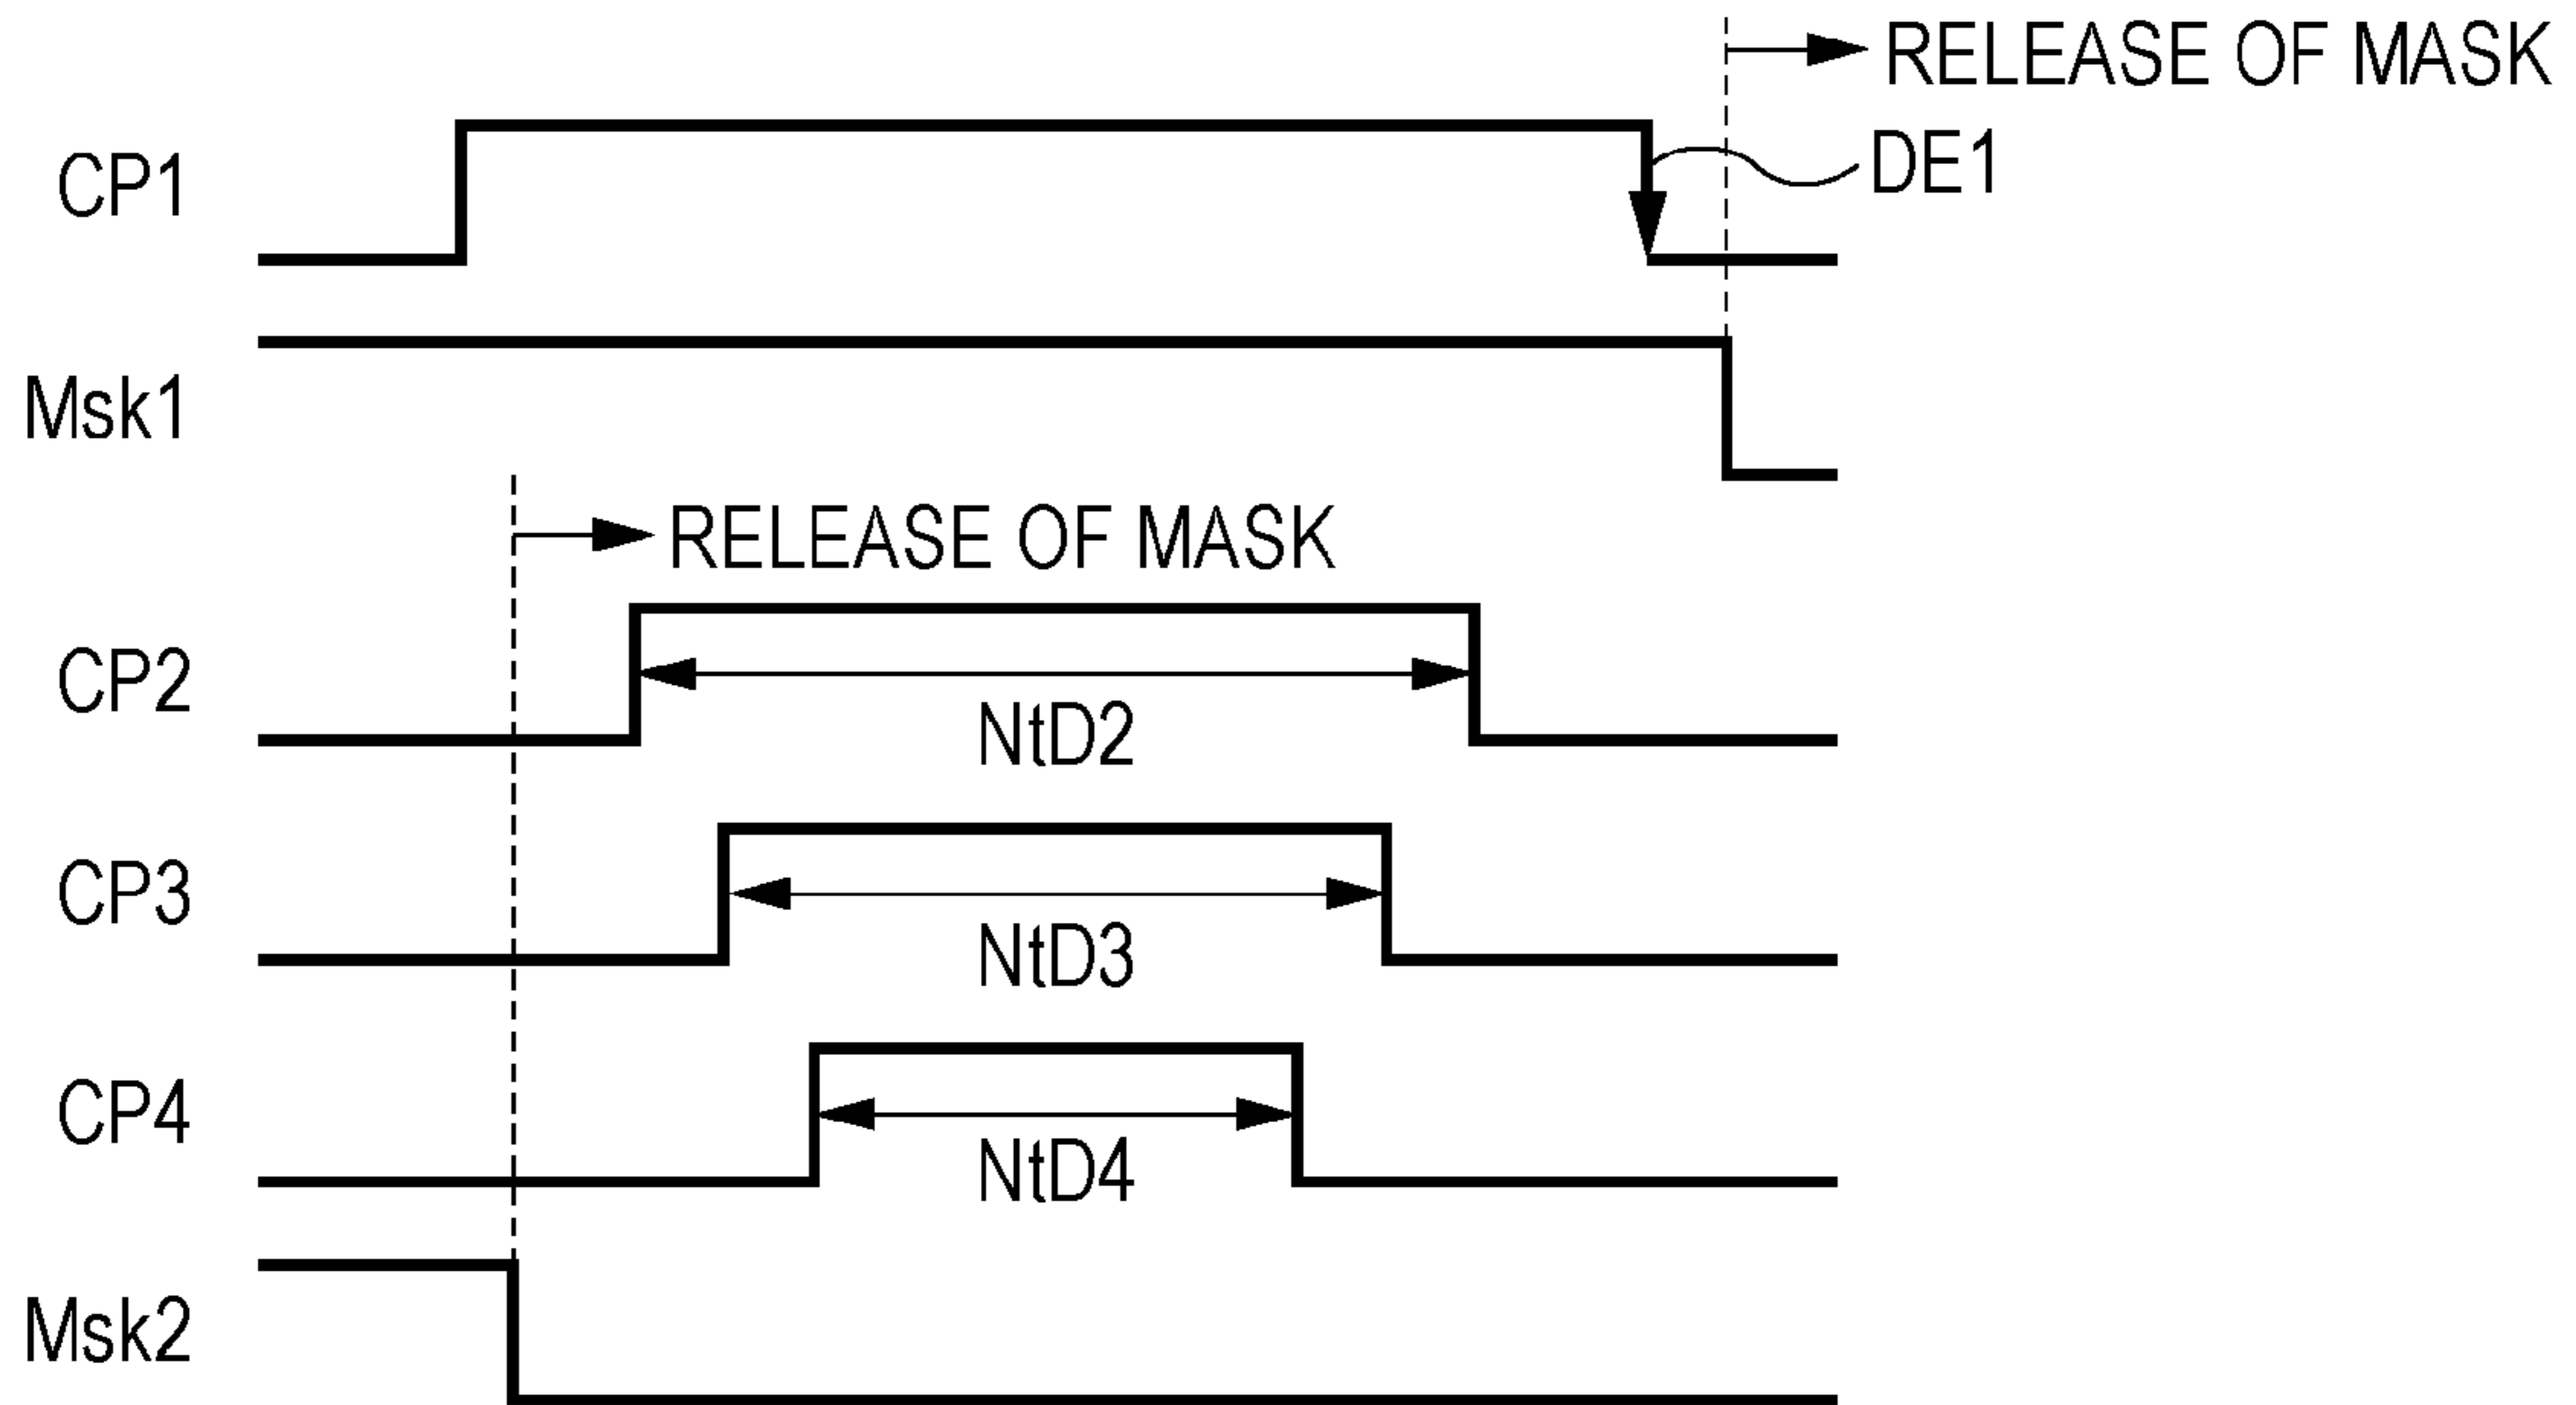 RELEASE OF MASK
CP1
DE1
Msk1
RELEASE OF MASK
CP2
NtD2
CP3
NtD3
CP4
NtD4
Msk2